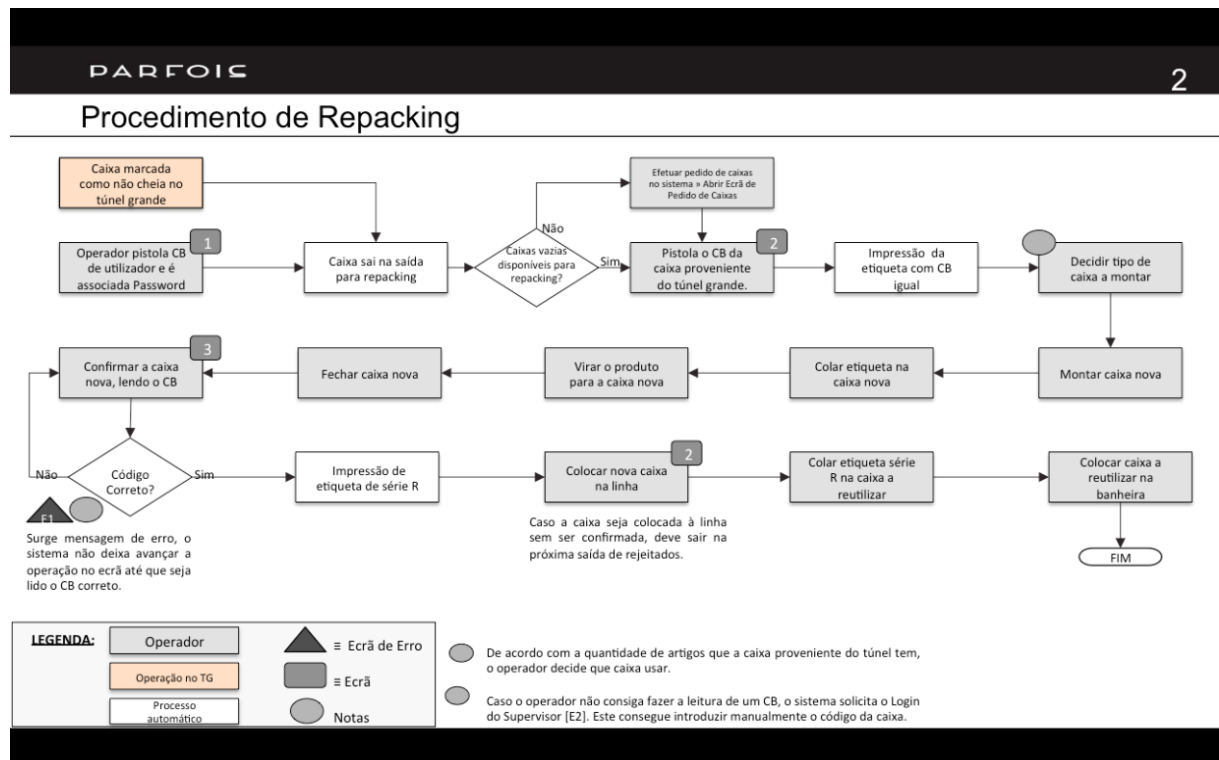 PARFOIS
2
Procedimento de Repacking
Caixa marcada
como não cheia no
túnel grande
Efetuar pedido de caixas
no sistema » Abrir Ecrã de
Pedido de Caixas
Não
1
Operador pistola CB
de utilizador e é
associada Password
Caixa sai na saída
para repacking
Caixas vazias
disponíveis para
repacking?
Sim
2
Pistola o CB da
caixa proveniente
do túnel grande.
Impressão da
etiqueta com CB
igual
Decidir tipo de
caixa a montar
3
Confirmar a caixa
nova, lendo o CB
Fechar caixa nova
Virar o produto
para a caixa nova
Colar etiqueta na
caixa nova
Montar caixa nova
Não
Código
Correto?
Sim
Impressão de
etiqueta de série R
2
Colocar nova caixa
na linha
Colar etiqueta série
R na caixa a
reutilizar
Colocar caixa a
reutilizar na
banheira
E1
Surge mensagem de erro, o
sistema não deixa avançar a
operação no ecrã até que seja
lido o CB correto.
Caso a caixa seja colocada à linha
sem ser confirmada, deve sair na
próxima saída de rejeitados.
FIM
LEGENDA:
Operador
≡ Ecrã de Erro
Operação no TG
≡ Ecrã
Processo
automático
Notas
De acordo com a quantidade de artigos que a caixa proveniente do túnel tem,
o operador decide que caixa usar.
Caso o operador não consiga fazer a leitura de um CB, o sistema solicita o Login
do Supervisor [E2]. Este consegue introduzir manualmente o código da caixa.